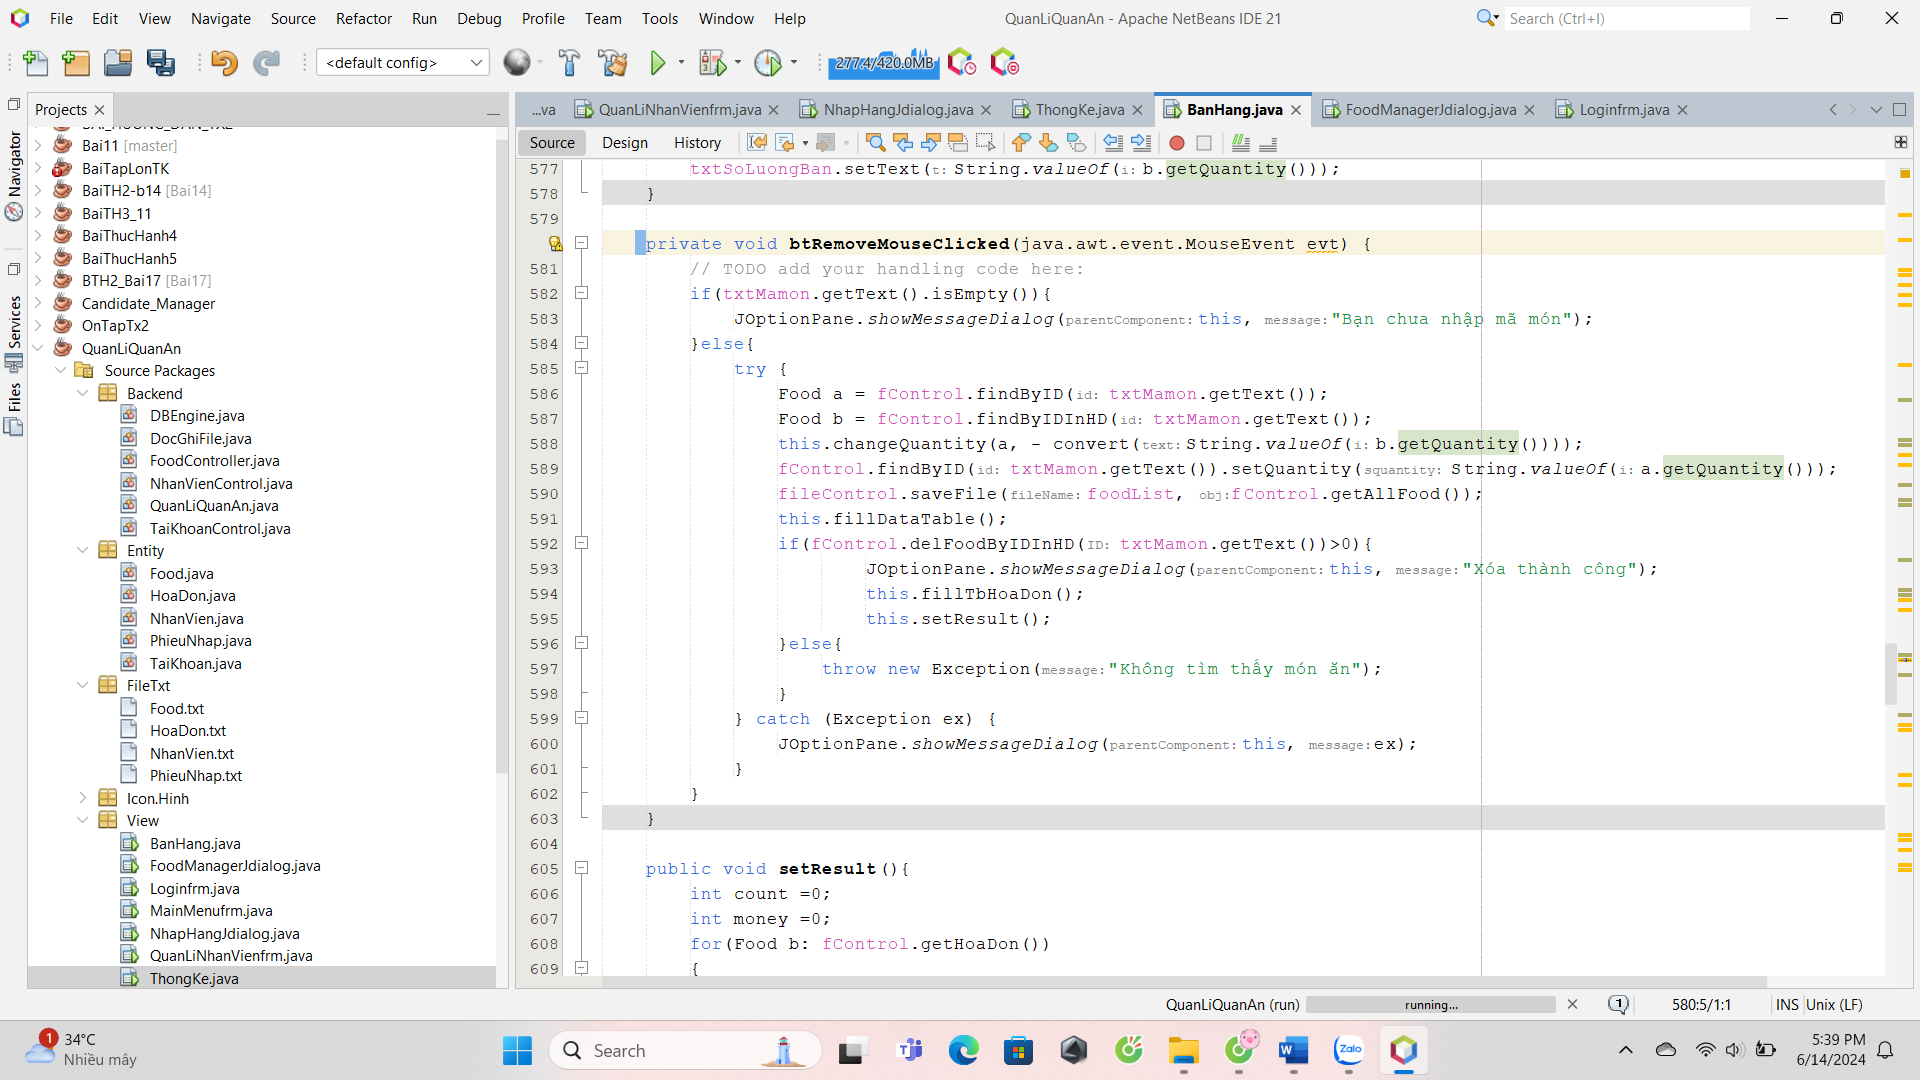 File Edit View Navigate Source Refactor Run Debug Profile Team Tools Window Help
QuanLiQuanAn - Apache NetBeans IDE 21
Search (Ctrl+I)
<default config>
277.4/420.0MB
Projects
...va QuanLiNhanVienfrm.java NhapHangJdialog.java ThongKe.java BanHang.java FoodManagerJdialog.java Loginfrm.java
Source Design History
Navigator
Services
Files
Bai11 [master]
BaiTapLonTK
BaiTH2-b14 [Bai14]
BaiTH3_11
BaiThucHanh4
BaiThucHanh5
BTH2_Bai17 [Bai17]
Candidate_Manager
OnTapTx2
QuanLiQuanAn
Source Packages
Backend
DBEngine.java
DocGhiFile.java
FoodController.java
NhanVienControl.java
QuanLiQuanAn.java
TaiKhoanControl.java
Entity
Food.java
HoaDon.java
NhanVien.java
PhieuNhap.java
TaiKhoan.java
FileTxt
Food.txt
HoaDon.txt
NhanVien.txt
PhieuNhap.txt
Icon.Hinh
View
BanHang.java
FoodManagerJdialog.java
Loginfrm.java
MainMenufrm.java
NhapHangJdialog.java
QuanLiNhanVienfrm.java
ThongKe.java
577 txtSoLuongBan.setText(t: String.valueOf(i: b.getQuantity()));
578 }
579
private void btRemoveMouseClicked(java.awt.event.MouseEvent evt) {
581 // TODO add your handling code here:
582 if(txtMamon.getText().isEmpty()){
583 JOptionPane.showMessageDialog(parentComponent: this, message: "Bạn chưa nhập mã món");
584 }else{
585 try {
586 Food a = fControl.findByID(id: txtMamon.getText());
587 Food b = fControl.findByIDInHD(id: txtMamon.getText());
588 this.changeQuantity(a, - convert(text: String.valueOf(i: b.getQuantity())));
589 fControl.findByID(id: txtMamon.getText()).setQuantity(squantity: String.valueOf(i: a.getQuantity()));
590 fileControl.saveFile(fileName: foodList, obj: fControl.getAllFood());
591 this.fillDataTable();
592 if(fControl.delFoodByIDInHD(ID: txtMamon.getText())>0){
593 JOptionPane.showMessageDialog(parentComponent: this, message: "Xóa thành công");
594 this.fillTbHoaDon();
595 this.setResult();
596 }else{
597 throw new Exception(message: "Không tìm thấy món ăn");
598 }
599 } catch (Exception ex) {
600 JOptionPane.showMessageDialog(parentComponent: this, message: ex);
601 }
602 }
603 }
604
605 public void setResult(){
606 int count =0;
607 int money =0;
608 for(Food b: fControl.getHoaDon())
609 {
QuanLiQuanAn (run) running... 1 580:5/1:1 INS Unix (LF)
1
34°C
Nhiều mây
Search
Zalo
5:39 PM
6/14/2024